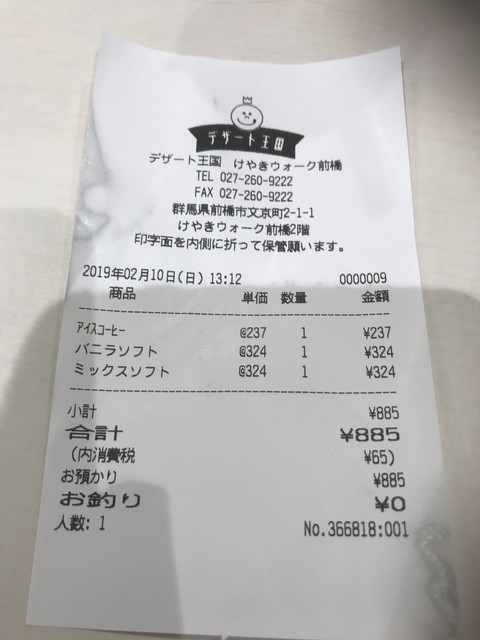 デザート王国
デザート王国 けやきウォーク前橋
TEL 027-260-9222
FAX 027-260-9222
群馬県前橋市文京町2-1-1
けやきウォーク前橋2階
印字面を内側に折って保管願います。
2019年02月10日(日) 13:12 0000009
商品 単価 数量 金額
アイスコーヒー @237 1 ¥237
バニラソフト @324 1 ¥324
ミックスソフト @324 1 ¥324
小計 ¥885
合計 ¥885
(内消費税 ¥65)
お預かり ¥885
お釣り ¥0
人数: 1 No.366818:001